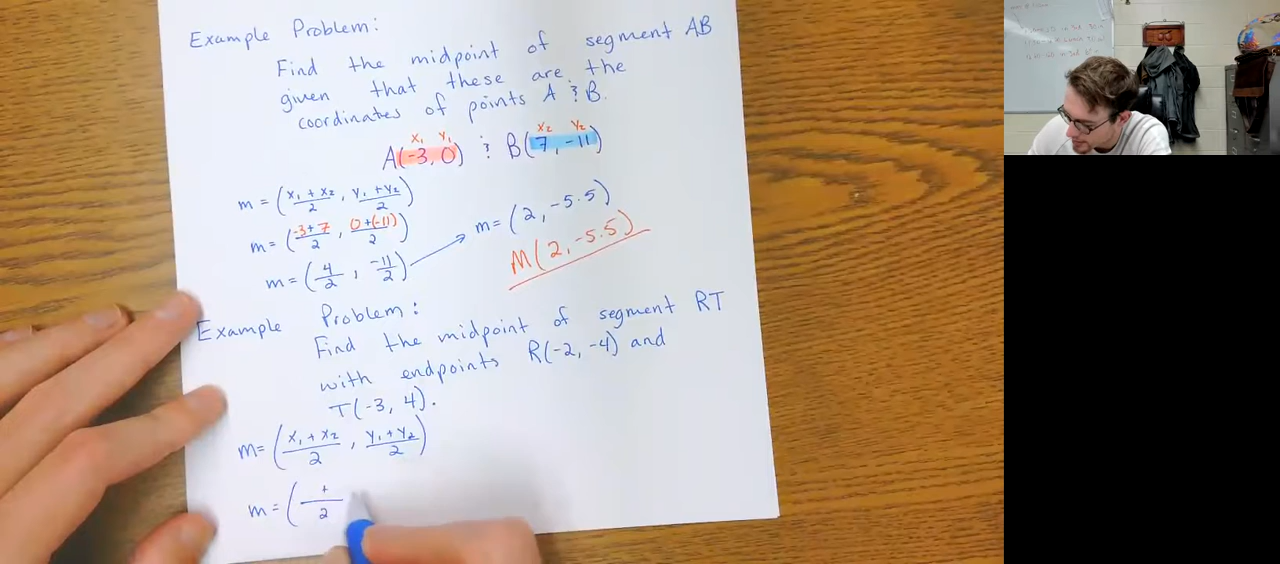 Example Problem:
Find the midpoint of segment AB
given that these are the
coordinates of points A & B.
x₁ y₁ x₂ y₂
A(-3, 0) & B(7, -11)
m = (x₁ + x₂ / 2 , y₁ + y₂ / 2)
m = (-3+7 / 2 , 0+(-11) / 2)
m = (4 / 2 , -11 / 2)
m = (2, -5.5)
M(2, -5.5)
Example Problem:
Find the midpoint of segment RT
with endpoints R(-2, -4) and
T(-3, 4).
m = (x₁ + x₂ / 2 , y₁ + y₂ / 2)
m = ( + / 2